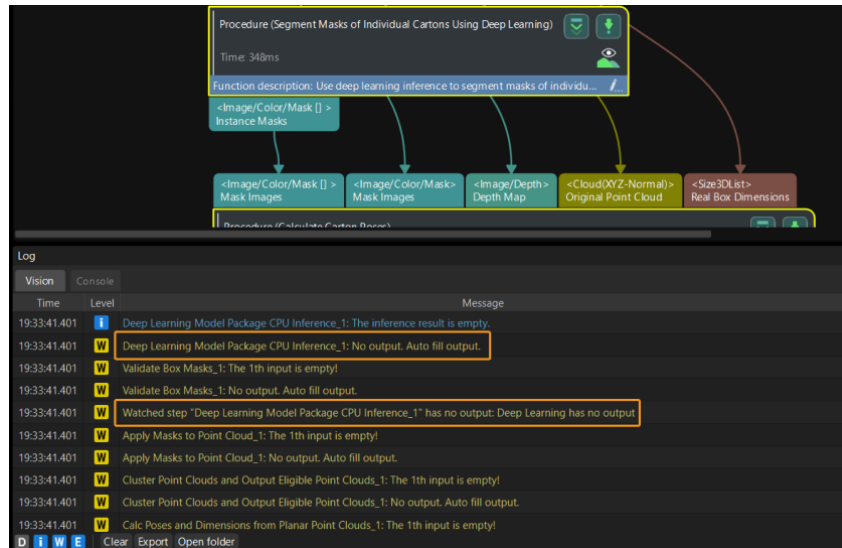 Procedure (Segment Masks of Individual Cartons Using Deep Learning)
Time: 348ms
Function description: Use deep learning inference to segment masks of individu...
<Image/Color/Mask [] >
Instance Masks
<Image/Color/Mask [] > <Image/Color/Mask> <Image/Depth> <Cloud(XYZ-Normal)> <Size3DList>
Mask Images Mask Images Depth Map Original Point Cloud Real Box Dimensions
Procedure (Calculate Carton Poses)
Log
Vision Console
Time Level Message
19:33:41.401 i Deep Learning Model Package CPU Inference_1: The inference result is empty.
19:33:41.401 W Deep Learning Model Package CPU Inference_1: No output. Auto fill output.
19:33:41.401 W Validate Box Masks_1: The 1th input is empty!
19:33:41.401 W Validate Box Masks_1: No output. Auto fill output.
19:33:41.401 W Watched step "Deep Learning Model Package CPU Inference_1" has no output: Deep Learning has no output
19:33:41.401 W Apply Masks to Point Cloud_1: The 1th input is empty!
19:33:41.401 W Apply Masks to Point Cloud_1: No output. Auto fill output.
19:33:41.401 W Cluster Point Clouds and Output Eligible Point Clouds_1: The 1th input is empty!
19:33:41.401 W Cluster Point Clouds and Output Eligible Point Clouds_1: No output. Auto fill output.
19:33:41.401 W Calc Poses and Dimensions from Planar Point Clouds_1: The 1th input is empty!
D i W E Clear Export Open folder